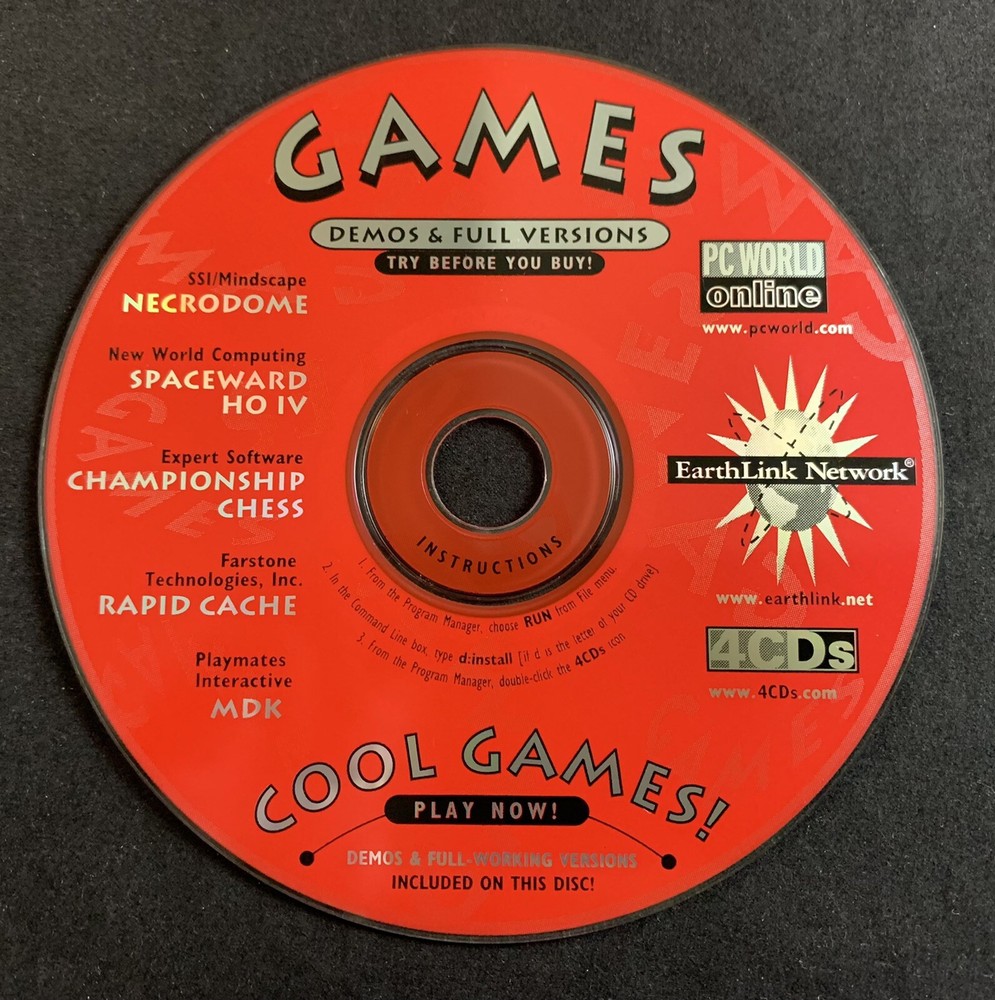 GAMES
DEMOS & FULL VERSIONS
TRY BEFORE YOU BUY!
SSI/Mindscape
NECRODOME
New World Computing
SPACEWARD
HO IV
Expert Software
CHAMPIONSHIP
CHESS
Farstone
Technologies, Inc.
RAPID CACHE
Playmates
Interactive
MDK
PC WORLD
online
www.pcworld.com
EarthLink Network®
www.earthlink.net
4CDs
www.4CDs.com
INSTRUCTIONS
1. From the Program Manager, choose RUN from File menu.
2. In the Command Line box, type d:install [if d is the letter of your CD drive]
3. From the Program Manager, double-click the 4CDs icon
COOL GAMES!
PLAY NOW!
DEMOS & FULL-WORKING VERSIONS
INCLUDED ON THIS DISC!